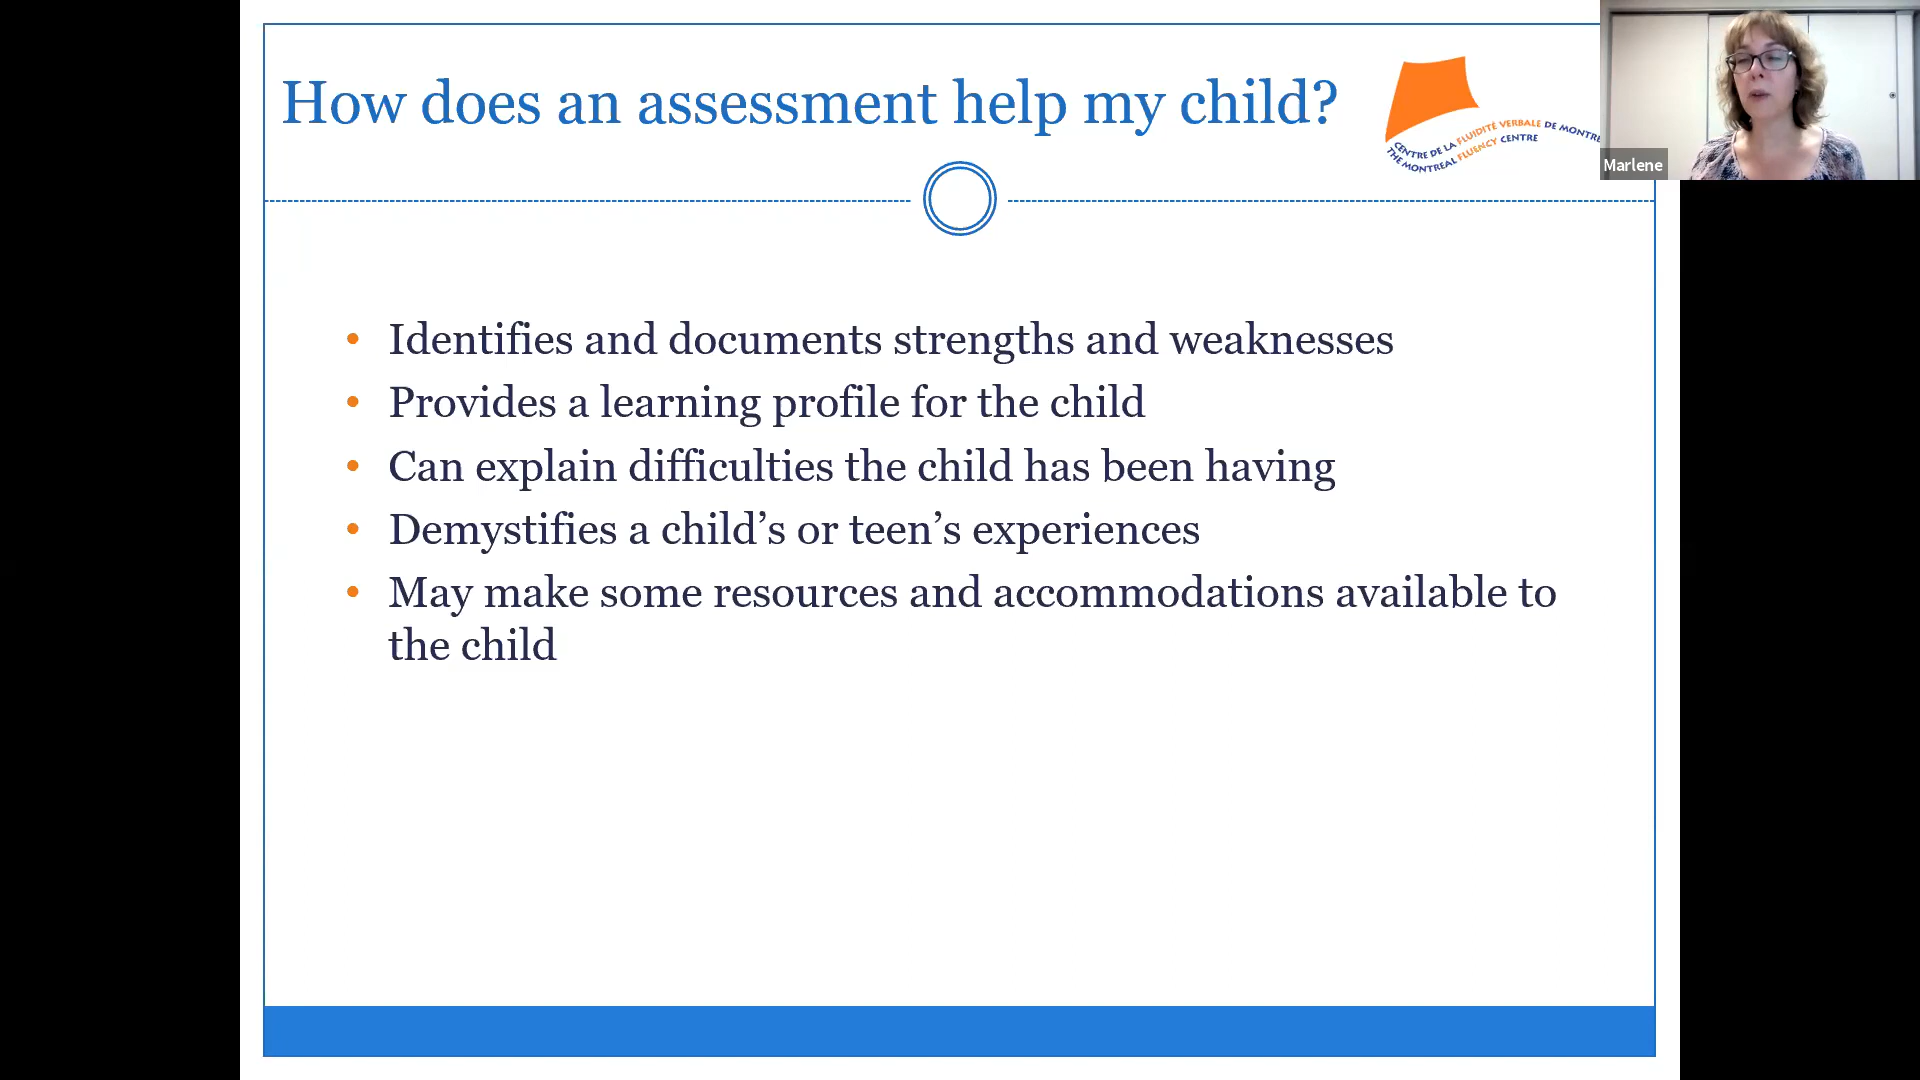 How does an assessment help my child?
CENTRE DE LA FLUIDITÉ VERBALE DE
THE MONTREAL FLUENCY CENTRE
Marlene
• Identifies and documents strengths and weaknesses
• Provides a learning profile for the child
• Can explain difficulties the child has been having
• Demystifies a child’s or teen’s experiences
• May make some resources and accommodations available to
the child